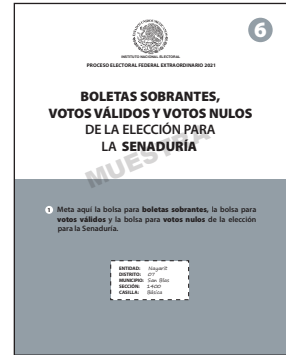 6
INSTITUTO NACIONAL ELECTORAL
PROCESO ELECTORAL FEDERAL EXTRAORDINARIO 2021
BOLETAS SOBRANTES,
VOTOS VÁLIDOS Y VOTOS NULOS
DE LA ELECCIÓN PARA
LA SENADURÍA
MUESTRA
1 Meta aquí la bolsa para boletas sobrantes, la bolsa para
votos válidos y la bolsa para votos nulos de la elección
para la Senaduría.
ENTIDAD: Nayarit
DISTRITO: 07
MUNICIPIO: San Blas
SECCIÓN: 1400
CASILLA: Básica